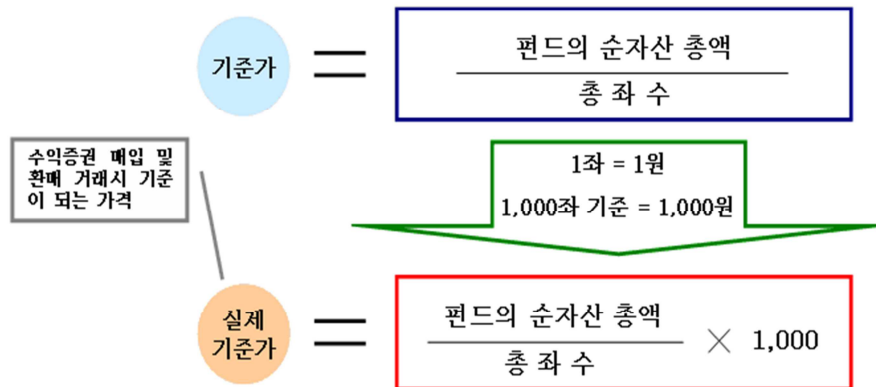 기준가
=
펀드의 순자산 총액
총 좌 수
수익증권 매입 및
환매 거래시 기준
이 되는 가격
1좌 = 1원
1,000좌 기준 = 1,000원
실제
기준가
=
펀드의 순자산 총액
총 좌 수
× 1,000